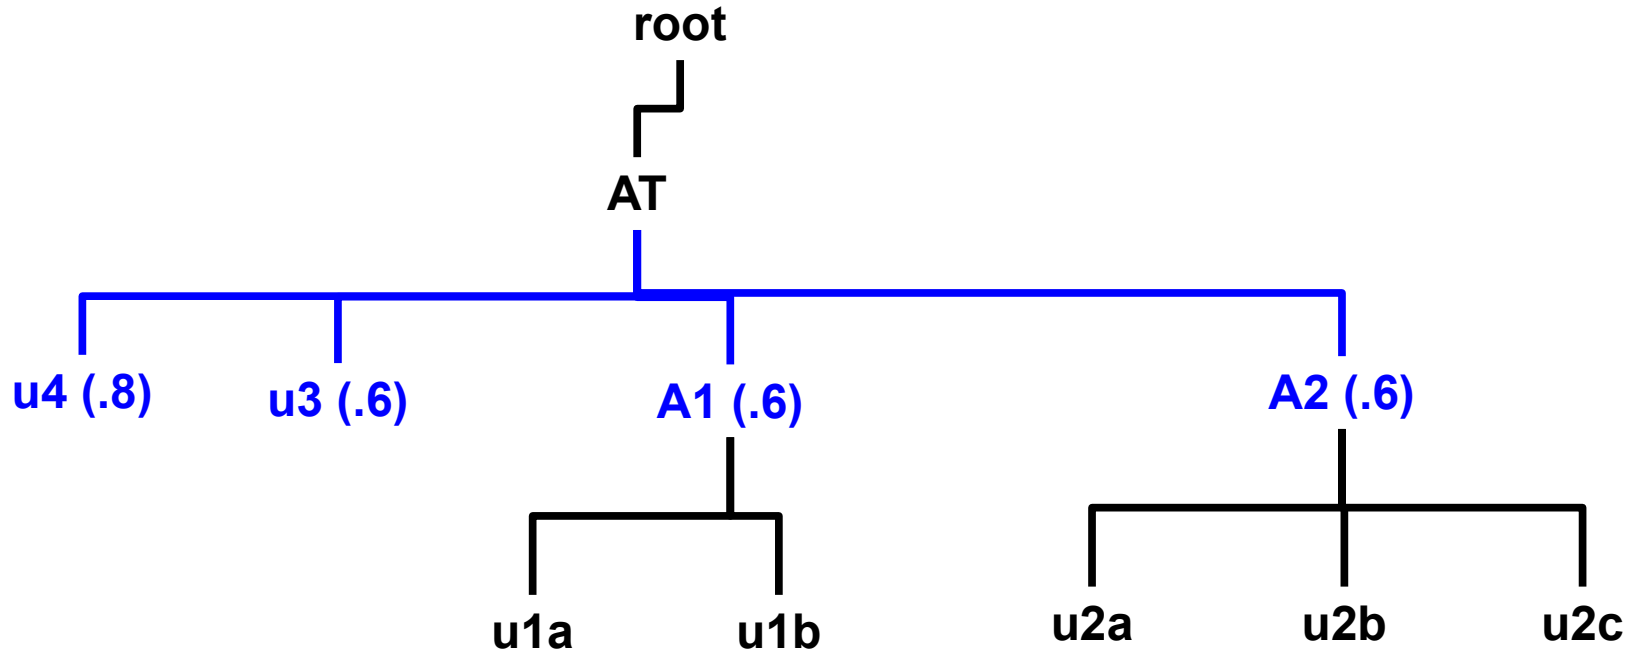 root
AT
u4 (.8)
u3 (.6)
A1 (.6)
A2 (.6)
u1a
u1b
u2a
u2b
u2c